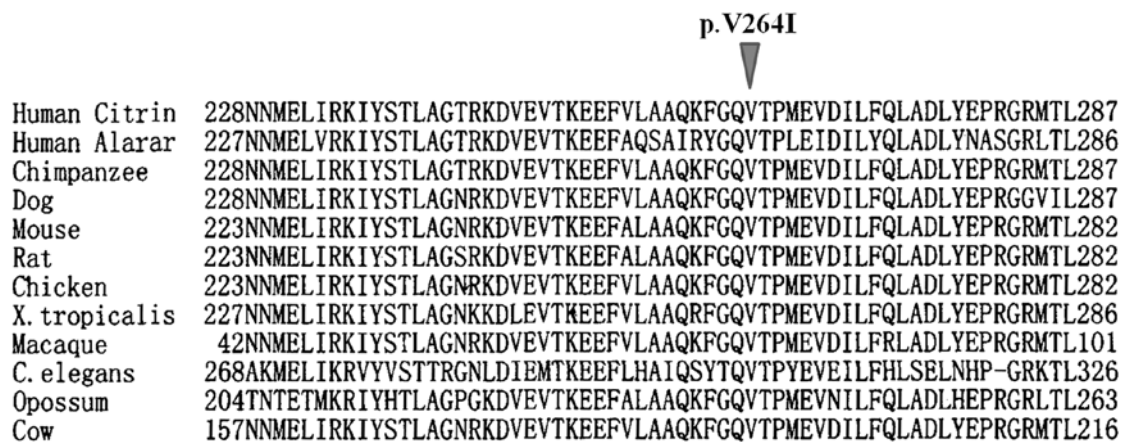 p.V264I
Human Citrin 228NNMELIRKIYSTLAGTRKDVEVTKEEFVLAAQKFGQVTPMEVDILFQLADLYEPRGRMTL287
Human Alarar 227NNMELVRKIYSTLAGTRKDVEVTKEEFAQSAIRYGQVTPLEIDILYQLADLYNASGRLTL286
Chimpanzee 228NNMELIRKIYSTLAGTRKDVEVTKEEFVLAAQKFGQVTPMEVDILFQLADLYEPRGRMTL287
Dog 228NNMELIRKIYSTLAGNRKDVEVTKEEFVLAAQKFGQVTPMEVDILFQLADLYEPRGGVIL287
Mouse 223NNMELIRKIYSTLAGNRKDVEVTKEEFALAAQKFGQVTPMEVDILFQLADLYEPRGRMTL282
Rat 223NNMELIRKIYSTLAGSRKDVEVTKEEFALAAQKFGQVTPMEVDILFQLADLYEPRGRMTL282
Chicken 223NNMELIRKIYSTLAGNRKDVEVTKEEFVLAAQKFGQVTPMEVDILFQLADLYEPRGRMTL282
X.tropicalis 227NNMELIRKIYSTLAGNKKDLEVTKEEFVLAAQRFGQVTPMEVDILFQLADLYEPRGRMTL286
Macaque 42NNMELIRKIYSTLAGNRKDVEVTKEEFVLAAQKFGQVTPMEVDILFRLADLYEPRGRMTL101
C.elegans 268AKMELIKRVYVSTTRGNLDIEMTKEEFLHAIQSYTQVTPYEVEILFHLSELNHP-GRKTL326
Opossum 204TNTETMKRIYHTLAGPGKDVEVTKEEFALAAQKFGQVTPMEVNILFQLADLHEPRGRLTL263
Cow 157NNMELIRKIYSTLAGNRKDVEVTKEEFVLAAQKFGQVTPMEVDILFQLADLYEPRGRMTL216